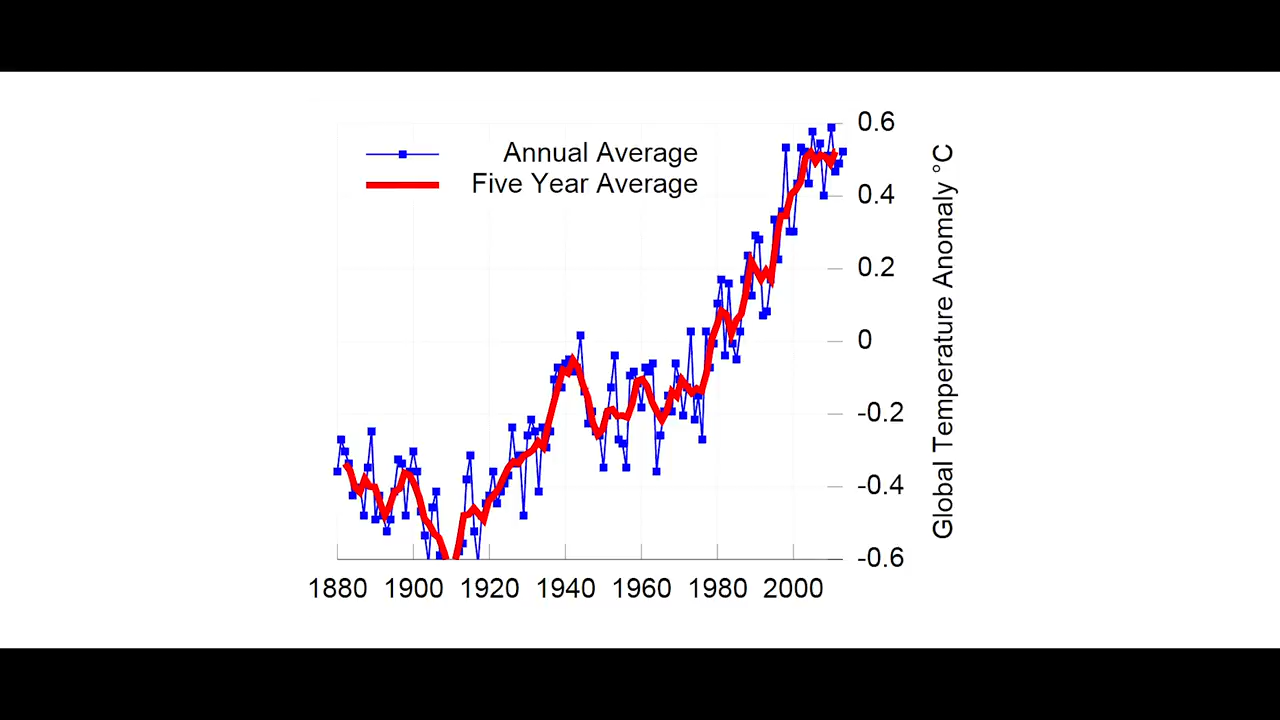 Annual Average
Five Year Average
0.6
0.4
0.2
0
-0.2
-0.4
-0.6
Global Temperature Anomaly °C
1880 1900 1920 1940 1960 1980 2000